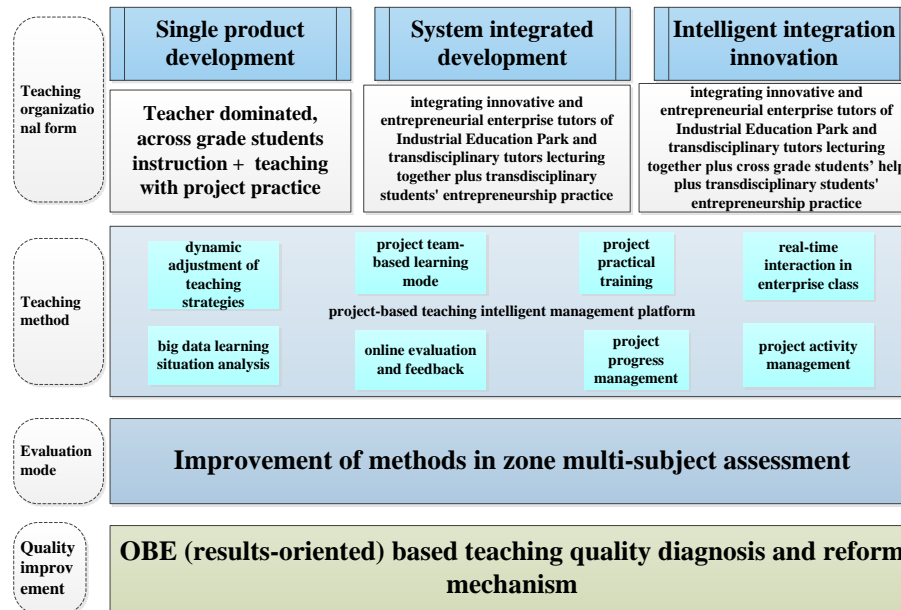 Single product
development
System integrated
development
Intelligent integration
innovation
Teaching
organizatio
nal form
Teacher dominated,
across grade students
instruction + teaching
with project practice
integrating innovative and
entrepreneurial enterprise tutors of
Industrial Education Park and
transdisciplinary tutors lecturing
together plus transdisciplinary
students' entrepreneurship practice
integrating innovative and
entrepreneurial enterprise tutors of
Industrial Education Park and
transdisciplinary tutors lecturing
together plus cross grade students’ help
plus transdisciplinary students'
entrepreneurship practice
Teaching
method
dynamic
adjustment of
teaching
strategies
project team-
based learning
mode
project
practical
training
real-time
interaction in
enterprise class
project-based teaching intelligent management platform
big data learning
situation analysis
online evaluation
and feedback
project
progress
management
project activity
management
Evaluation
mode
Improvement of methods in zone multi-subject assessment
Quality
improv
ement
OBE (results-oriented) based teaching quality diagnosis and reform
mechanism